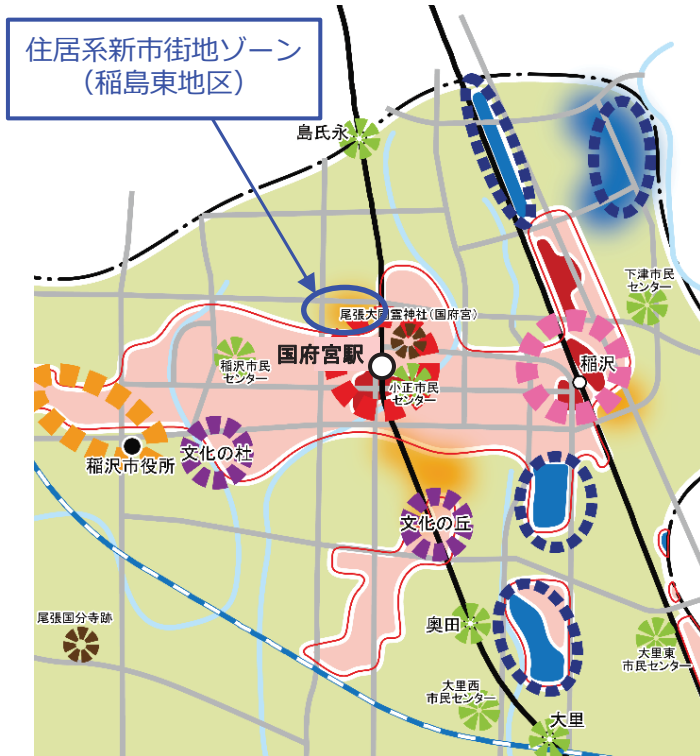 住居系新市街地ゾーン
（稲島東地区）
島氏永
下津市民
センター
尾張大國霊神社（国府宮）
国府宮駅
稲沢市民
センター
小正市民
センター
稲沢
稲沢市役所
文化の杜
文化の丘
尾張国分寺跡
奥田
大里東
市民センター
大里西
市民センター
大里